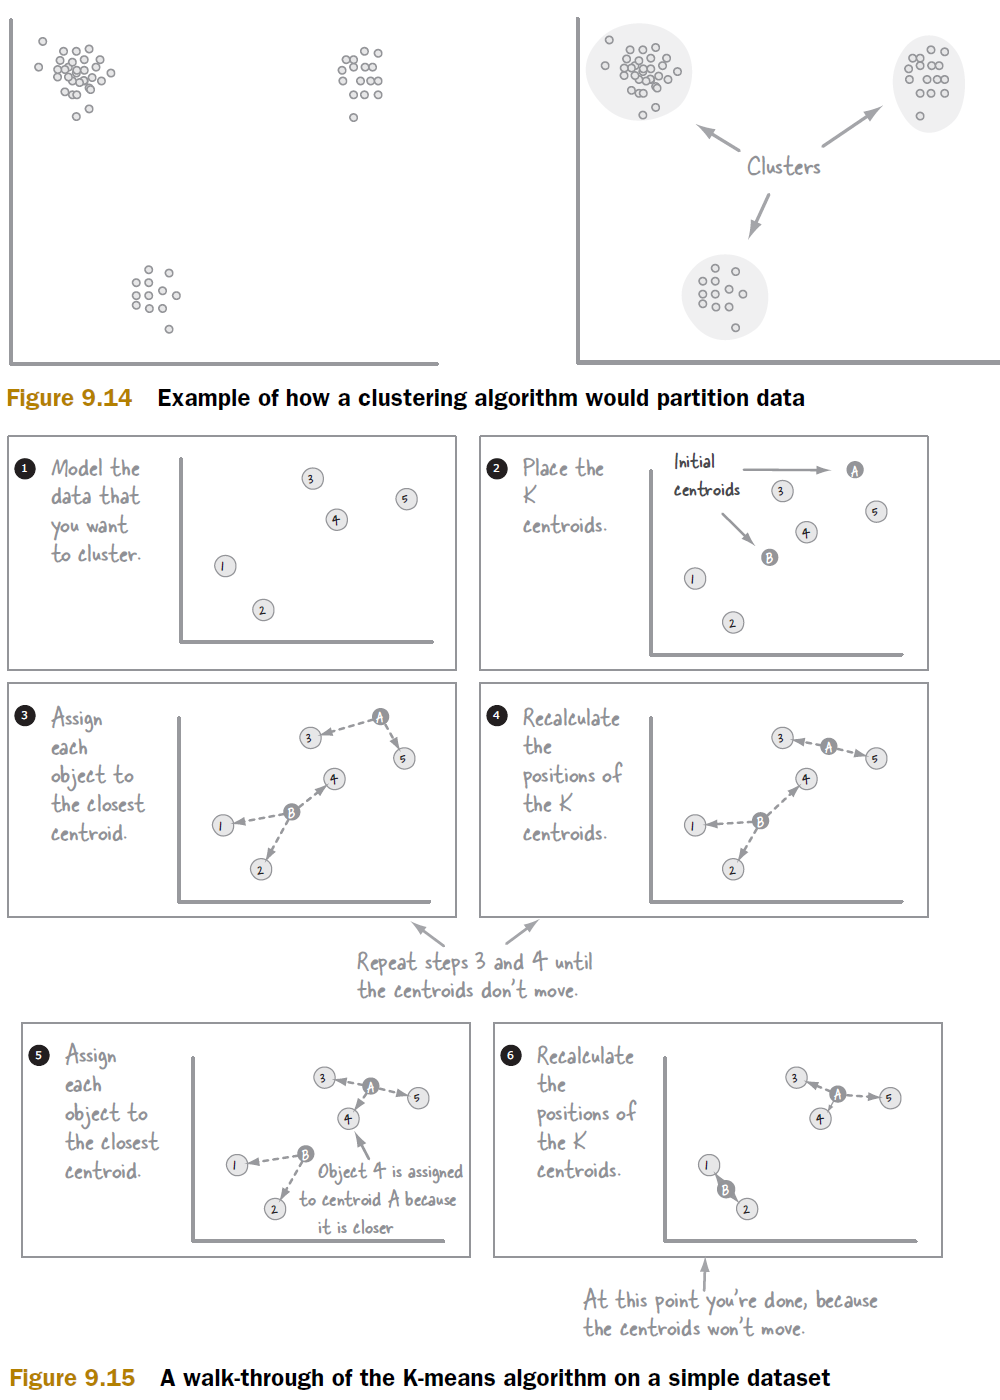 Clusters
Figure 9.14 Example of how a clustering algorithm would partition data
1 Model the
data that
you want
to cluster.
3
5
4
1
2
2 Place the
K
centroids.
Initial
centroids
A
3
5
4
B
1
2
3 Assign
each
object to
the closest
centroid.
A
3
5
4
B
1
2
4 Recalculate
the
positions of
the K
centroids.
3
A
5
4
B
1
2
Repeat steps 3 and 4 until
the centroids don't move.
5 Assign
each
object to
the closest
centroid.
3
A
5
4
B
1
2
Object 4 is assigned
to centroid A because
it is closer
6 Recalculate
the
positions of
the K
centroids.
3
A
5
4
1
B
2
At this point you're done, because
the centroids won't move.
Figure 9.15 A walk-through of the K-means algorithm on a simple dataset